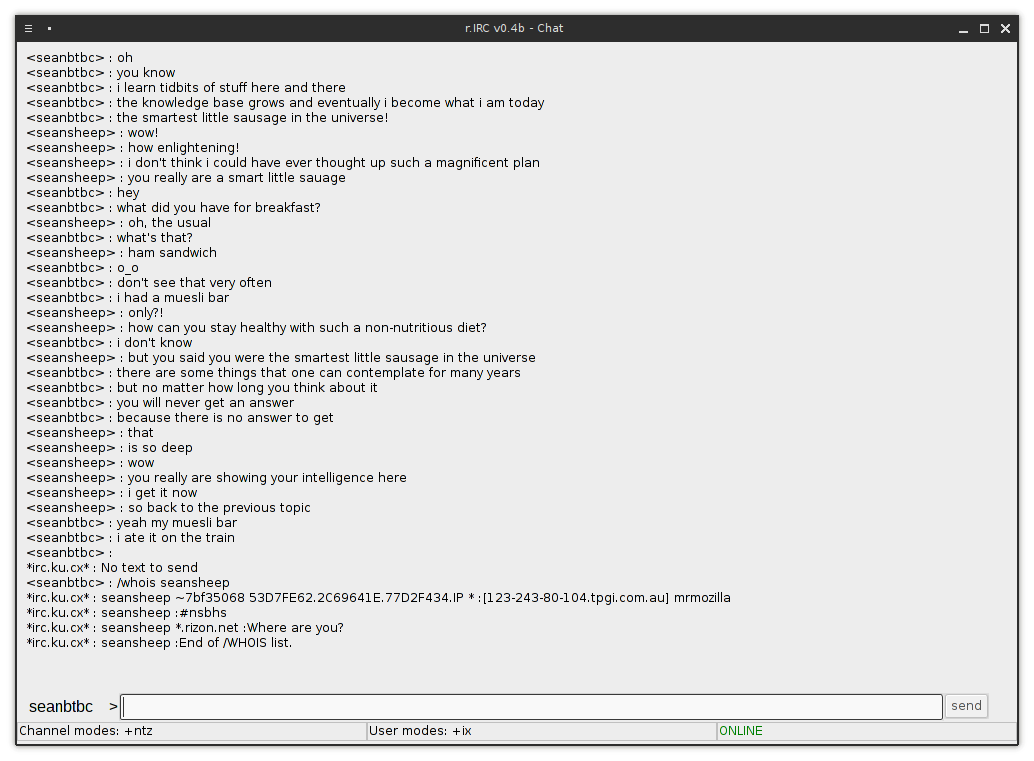 r.IRC v0.4b - Chat
<seanbtbc> : oh
<seanbtbc> : you know
<seanbtbc> : i learn tidbits of stuff here and there
<seanbtbc> : the knowledge base grows and eventually i become what i am today
<seanbtbc> : the smartest little sausage in the universe!
<seansheep> : wow!
<seansheep> : how enlightening!
<seansheep> : i don't think i could have ever thought up such a magnificent plan
<seansheep> : you really are a smart little sauage
<seanbtbc> : hey
<seanbtbc> : what did you have for breakfast?
<seansheep> : oh, the usual
<seanbtbc> : what's that?
<seansheep> : ham sandwich
<seanbtbc> : o_o
<seanbtbc> : don't see that very often
<seanbtbc> : i had a muesli bar
<seansheep> : only?!
<seansheep> : how can you stay healthy with such a non-nutritious diet?
<seanbtbc> : i don't know
<seansheep> : but you said you were the smartest little sausage in the universe
<seanbtbc> : there are some things that one can contemplate for many years
<seanbtbc> : but no matter how long you think about it
<seanbtbc> : you will never get an answer
<seanbtbc> : because there is no answer to get
<seansheep> : that
<seansheep> : is so deep
<seansheep> : wow
<seansheep> : you really are showing your intelligence here
<seansheep> : i get it now
<seansheep> : so back to the previous topic
<seanbtbc> : yeah my muesli bar
<seanbtbc> : i ate it on the train
<seanbtbc> :
*irc.ku.cx* : No text to send
<seanbtbc> : /whois seansheep
*irc.ku.cx* : seansheep ~7bf35068 53D7FE62.2C69641E.77D2F434.IP * :[123-243-80-104.tpgi.com.au] mrmozilla
*irc.ku.cx* : seansheep :#nsbhs
*irc.ku.cx* : seansheep *.rizon.net :Where are you?
*irc.ku.cx* : seansheep :End of /WHOIS list.
seanbtbc > send
Channel modes: +ntz User modes: +ix ONLINE